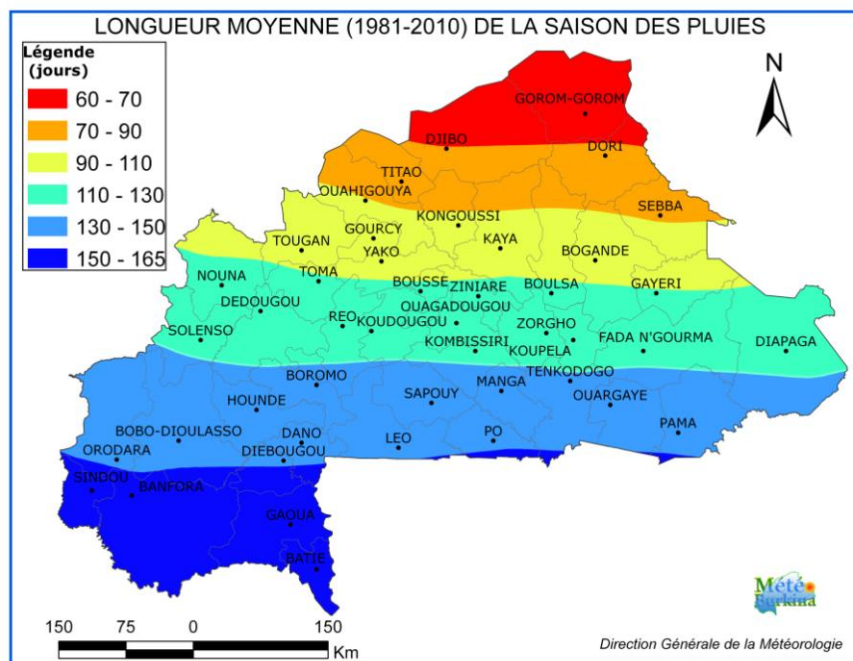 LONGUEUR MOYENNE (1981-2010) DE LA SAISON DES PLUIES
Légende
(jours)
60 - 70
70 - 90
90 - 110
110 - 130
130 - 150
150 - 165
N
GOROM-GOROM
DJIBO
DORI
TITAO
OUAHIGOUYA
SEBBA
KONGOUSSI
GOURCY
TOUGAN
KAYA
YAKO
BOGANDE
NOUNA
TOMA
BOUSSE
ZINIARE
BOULSA
GAYERI
DEDOUGOU
OUAGADOUGOU
REO
KOUDOUGOU
ZORGHO
SOLENSO
KOMBISSIRI
KOUPELA
FADA N'GOURMA
DIAPAGA
BOROMO
MANGA
TENKODOGO
HOUNDE
SAPOUY
OUARGAYE
BOBO-DIOULASSO
DANO
LEO
PO
PAMA
ORODARA
DIEBOUGOU
SINDOU
BANFORA
GAOUA
BATIE
Météo
Burkina
150 75 0 150
Km
Direction Générale de la Météorologie